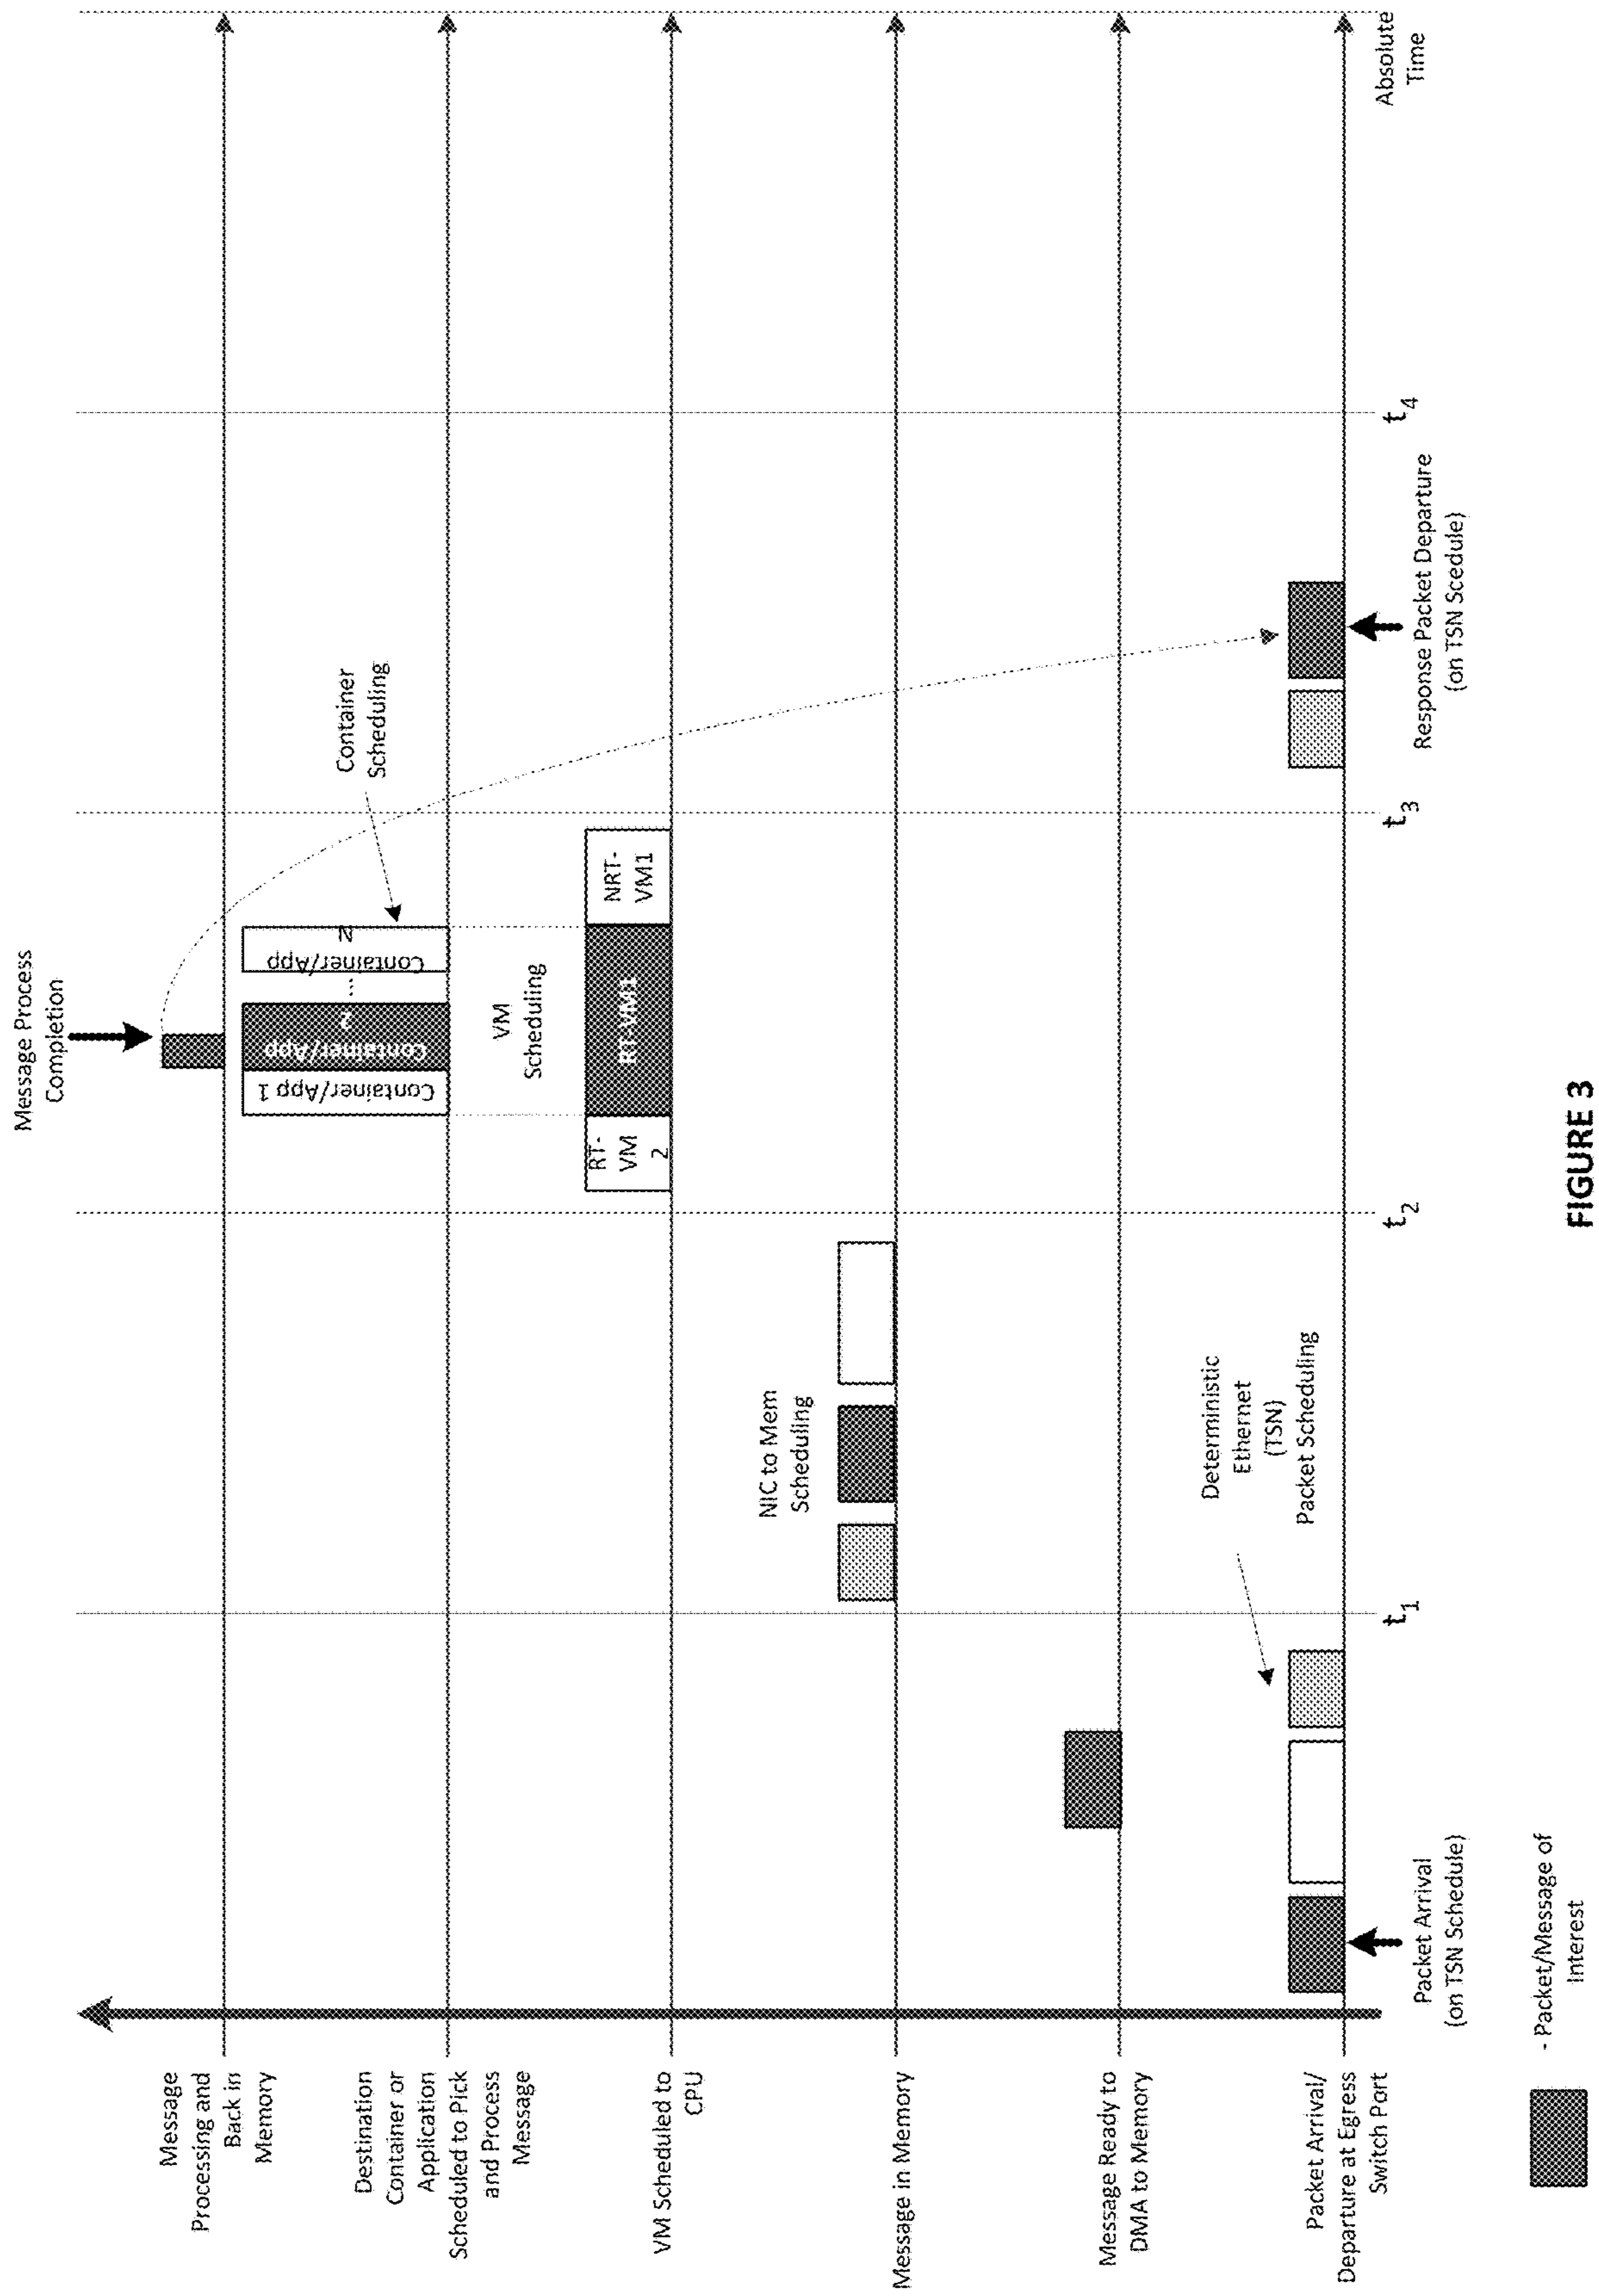 Message Process
Completion
Message
Processing and
Back in
Memory
Container
Scheduling
Container/App 1
Container/App
2
...
Container/App
N
Destination
Container or
Application
Scheduled to Pick
and Process
Message
VM
Scheduling
RT-
VM
2
RT-VM1
NRT-
VM1
VM Scheduled to
CPU
NIC to Mem
Scheduling
Message in Memory
Message Ready to
DMA to Memory
Deterministic
Ethernet
(TSN)
Packet Scheduling
Packet Arrival/
Departure at Egress
Switch Port
t1
t2
t3
t4
Absolute
Time
Packet Arrival
(on TSN Schedule)
Response Packet Departure
(on TSN Scedule)
- Packet/Message of
Interest
FIGURE 3